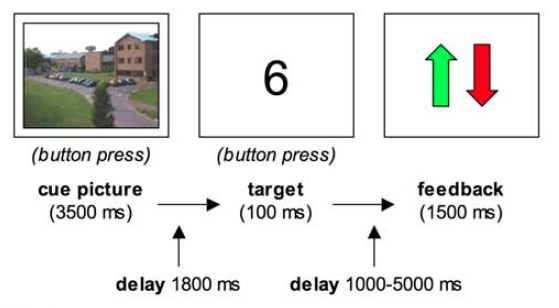 6
(button press)
(button press)
cue picture
(3500 ms)
target
(100 ms)
feedback
(1500 ms)
delay 1800 ms
delay 1000-5000 ms